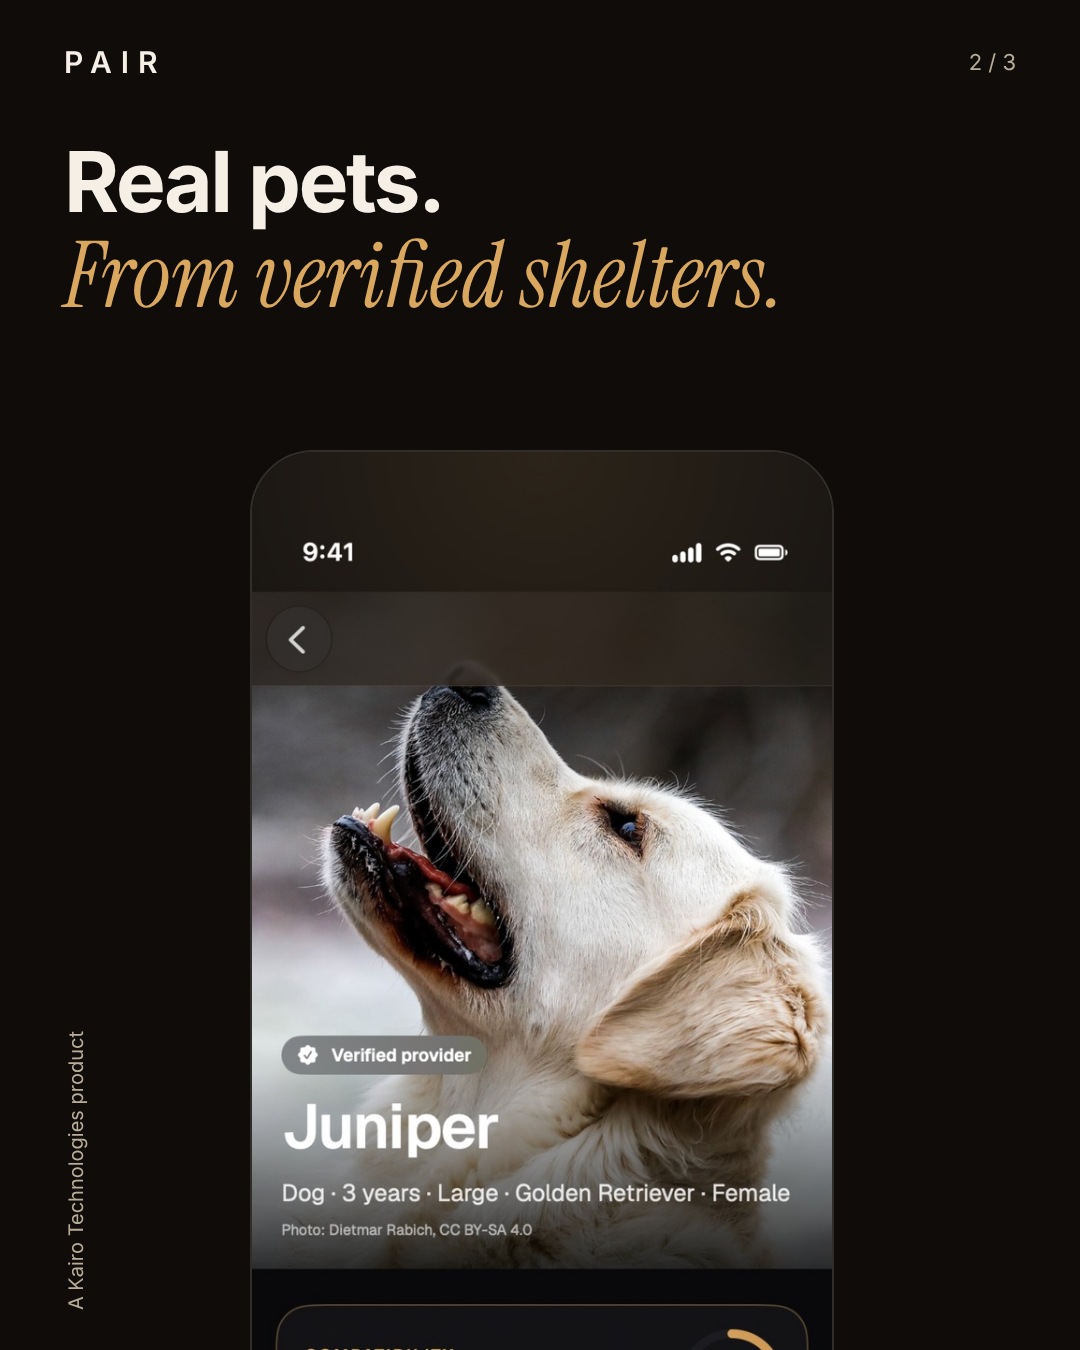 PAIR
2 / 3
Real pets.
From verified shelters.
9:41
Verified provider
Juniper
Dog · 3 years · Large · Golden Retriever · Female
Photo: Dietmar Rabich, CC BY-SA 4.0
A Kairo Technologies product